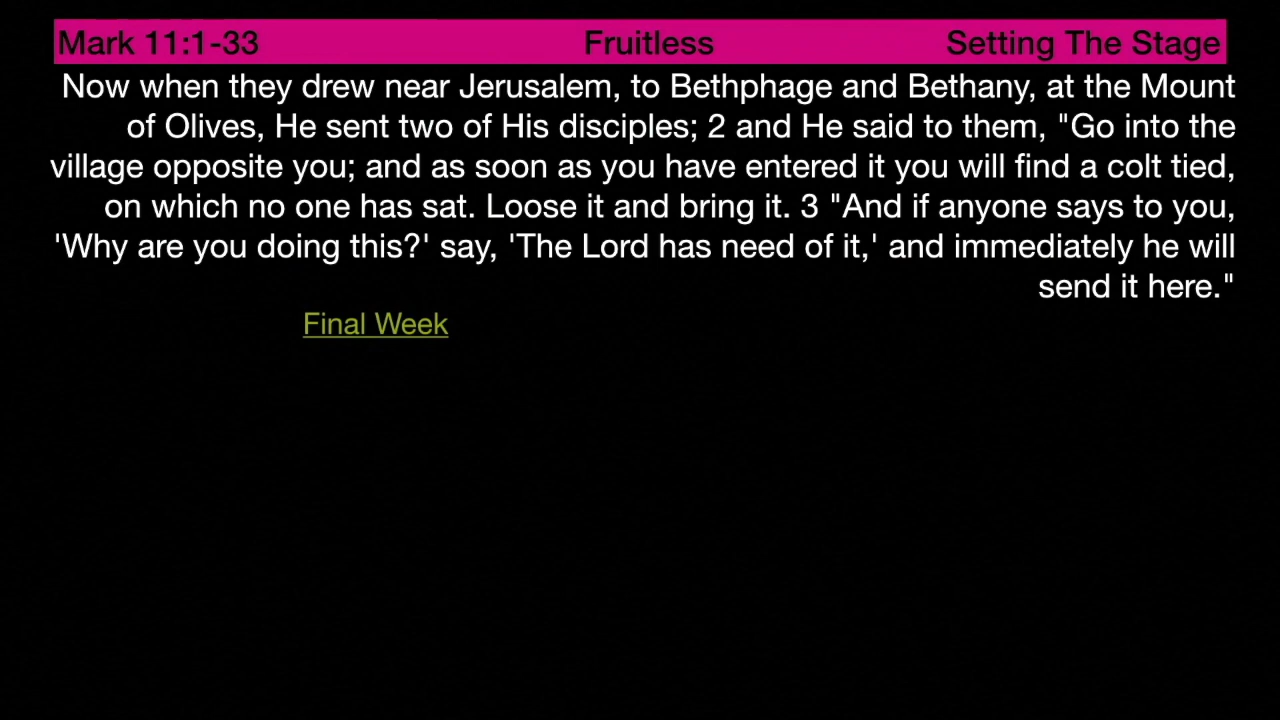 Mark 11:1-33 Fruitless Setting The Stage
Now when they drew near Jerusalem, to Bethphage and Bethany, at the Mount
of Olives, He sent two of His disciples; 2 and He said to them, "Go into the
village opposite you; and as soon as you have entered it you will find a colt tied,
on which no one has sat. Loose it and bring it. 3 "And if anyone says to you,
'Why are you doing this?' say, 'The Lord has need of it,' and immediately he will
send it here."
Final Week